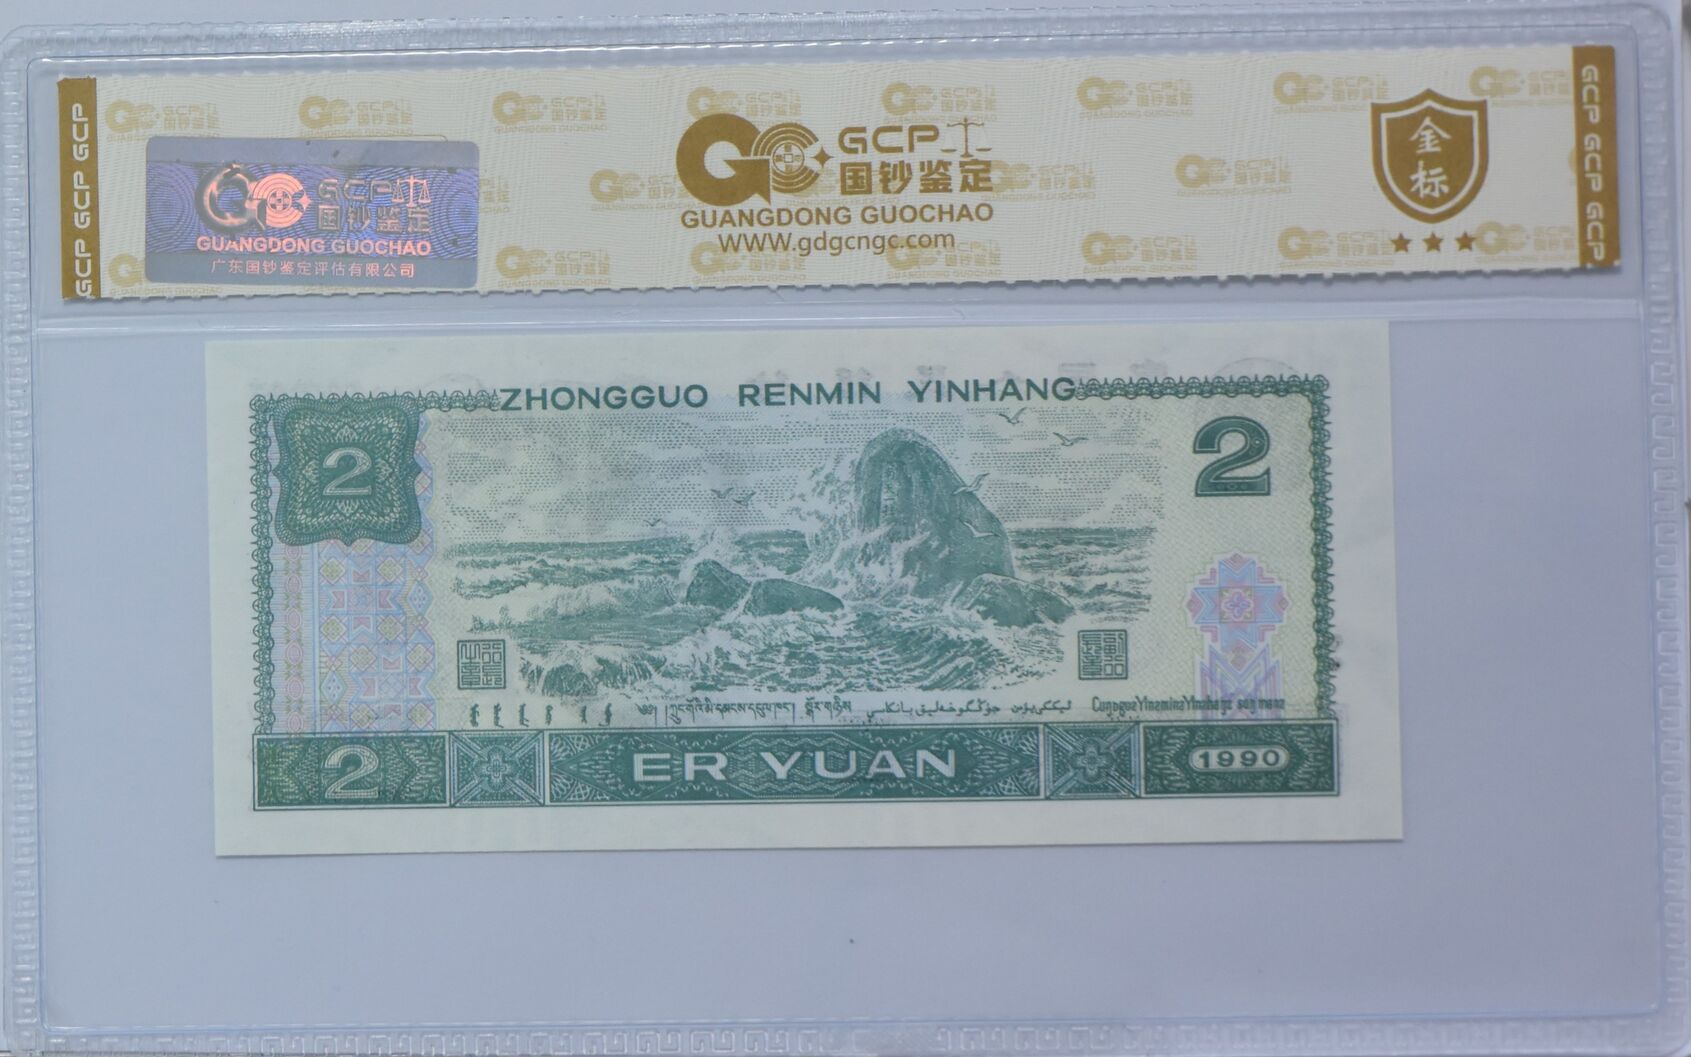 GCP GCP GCP
GCP
国钞鉴定
GUANGDONG GUOCHAO
广东国钞鉴定评估有限公司
GCP
国钞鉴定
GUANGDONG GUOCHAO
WWW.gdgcngc.com
金标
GCP GCP GCP
ZHONGGUO RENMIN YINHANG
2
2
2
ER YUAN
1990